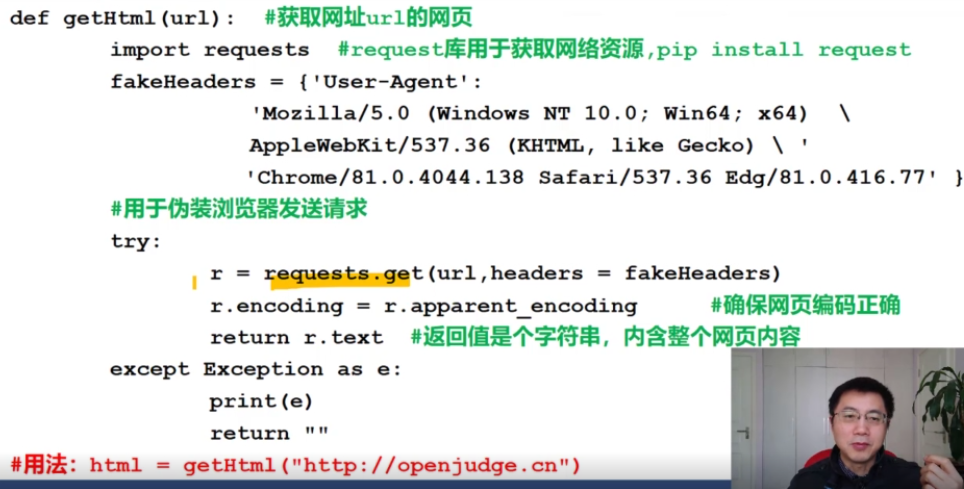 def getHtml(url): #获取网址url的网页
import requests #request库用于获取网络资源,pip install request
fakeHeaders = {'User-Agent':
'Mozilla/5.0 (Windows NT 10.0; Win64; x64) \
AppleWebKit/537.36 (KHTML, like Gecko) \ '
'Chrome/81.0.4044.138 Safari/537.36 Edg/81.0.416.77' }
#用于伪装浏览器发送请求
try:
r = requests.get(url,headers = fakeHeaders)
r.encoding = r.apparent_encoding #确保网页编码正确
return r.text #返回值是个字符串，内含整个网页内容
except Exception as e:
print(e)
return ""
#用法: html = getHtml("http://openjudge.cn")